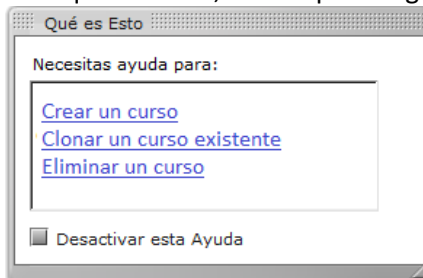 Qué es Esto
Necesitas ayuda para:
Crear un curso
Clonar un curso existente
Eliminar un curso
Desactivar esta Ayuda